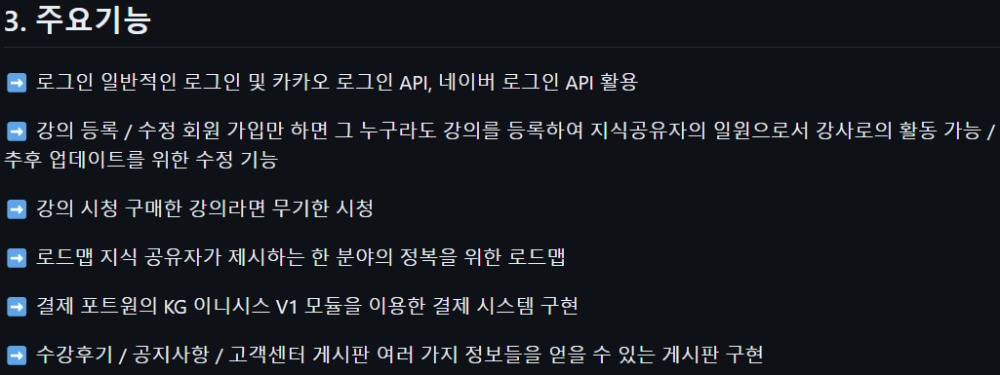 3. 주요기능
➡️ 로그인 일반적인 로그인 및 카카오 로그인 API, 네이버 로그인 API 활용
➡️ 강의 등록 / 수정 회원 가입만 하면 그 누구라도 강의를 등록하여 지식공유자의 일원으로서 강사로의 활동 가능 /
추후 업데이트를 위한 수정 기능
➡️ 강의 시청 구매한 강의라면 무기한 시청
➡️ 로드맵 지식 공유자가 제시하는 한 분야의 정복을 위한 로드맵
➡️ 결제 포트원의 KG 이니시스 V1 모듈을 이용한 결제 시스템 구현
➡️ 수강후기 / 공지사항 / 고객센터 게시판 여러 가지 정보들을 얻을 수 있는 게시판 구현